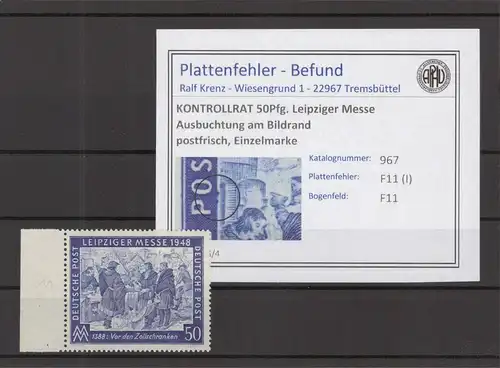 Plattenfehler - Befund
Ralf Krenz - Wiesengrund 1 - 22967 Tremsbüttel
KONTROLLRAT 50Pfg. Leipziger Messe
Ausbuchtung am Bildrand
postfrisch, Einzelmarke
Katalognummer: 967
Plattenfehler: F11 (I)
Bogenfeld: F11
POS
/4
LEIPZIGER MESSE 1948
DEUTSCHE POST
DEUTSCHE POST
1388: Vor den Zollschranken
50